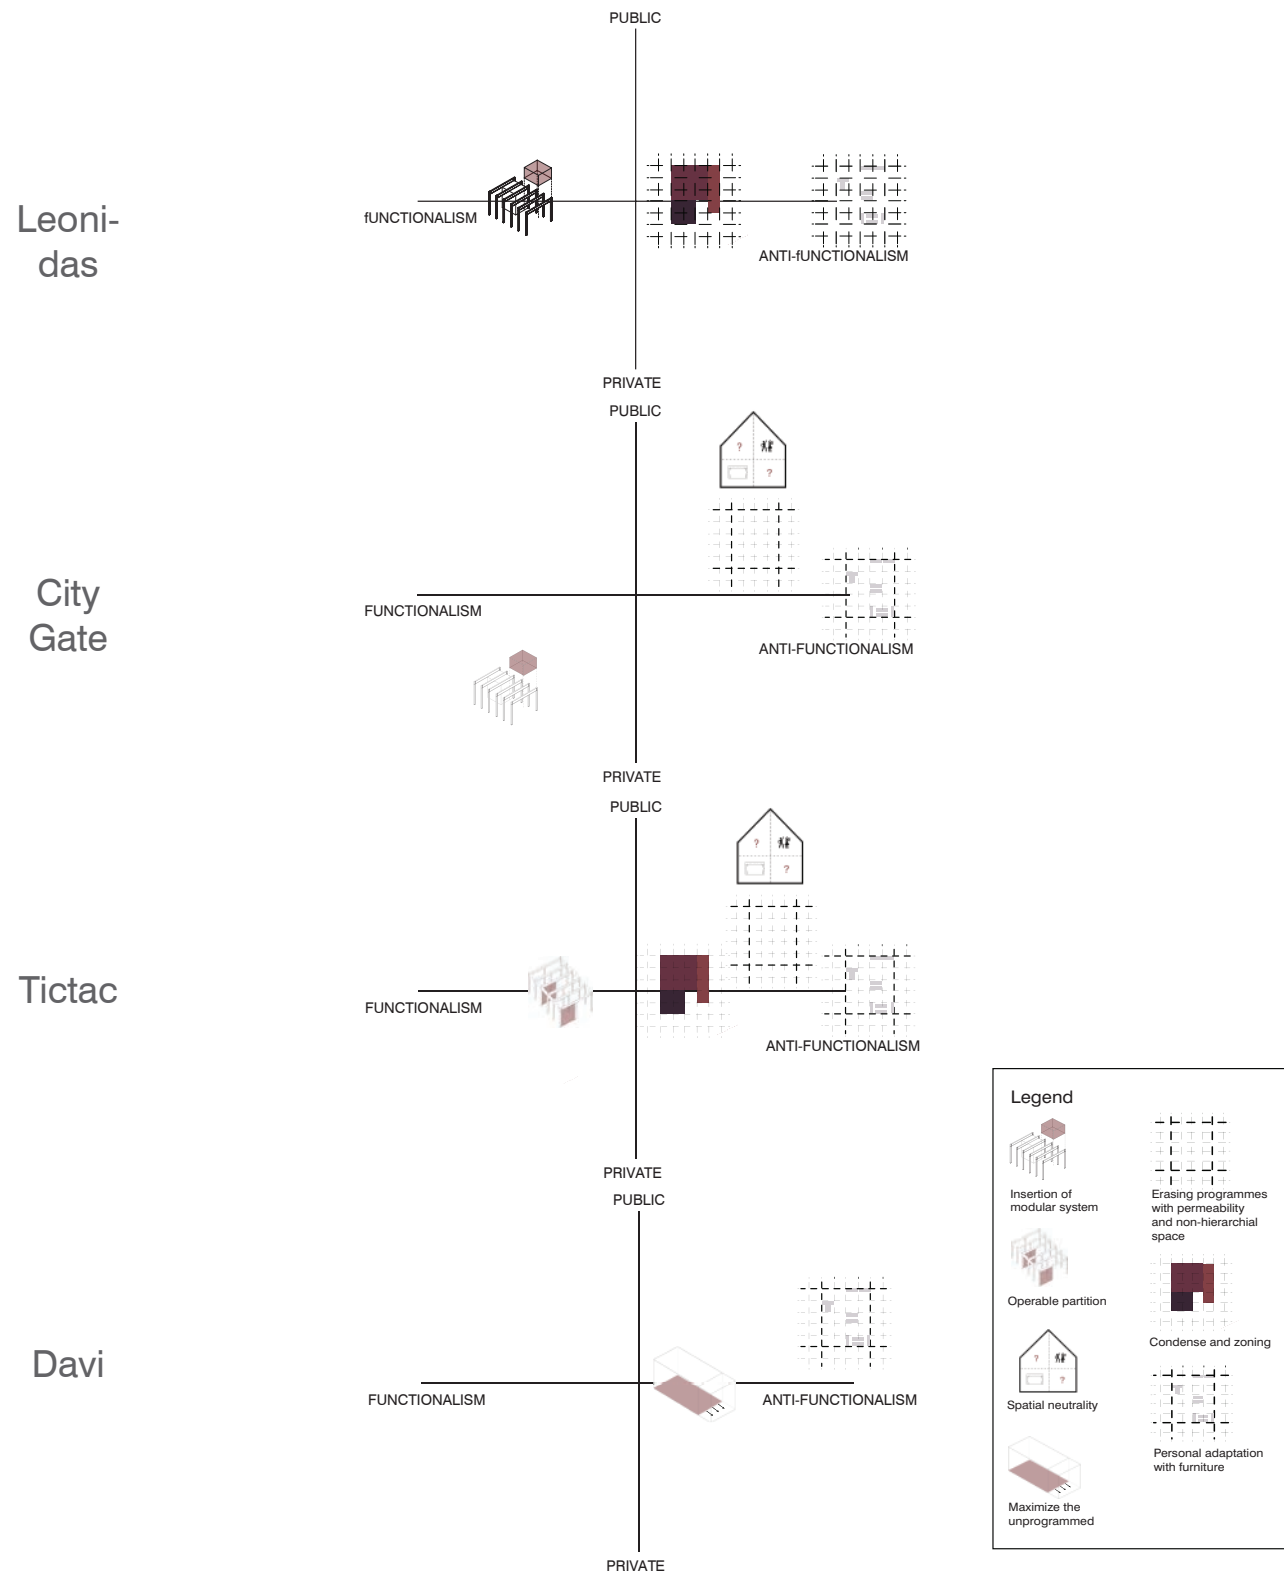 PUBLIC
Leoni-
das
fUNCTIONALISM
ANTI-fUNCTIONALISM
PRIVATE
PUBLIC
?
?
City
Gate
FUNCTIONALISM
ANTI-FUNCTIONALISM
PRIVATE
PUBLIC
?
?
Tictac
FUNCTIONALISM
ANTI-FUNCTIONALISM
PRIVATE
PUBLIC
Davi
FUNCTIONALISM
ANTI-FUNCTIONALISM
PRIVATE
Legend
Insertion of
modular system
Operable partition
?
?
Spatial neutrality
Maximize the
unprogrammed
Erasing programmes
with permeability
and non-hierarchial
space
Condense and zoning
Personal adaptation
with furniture